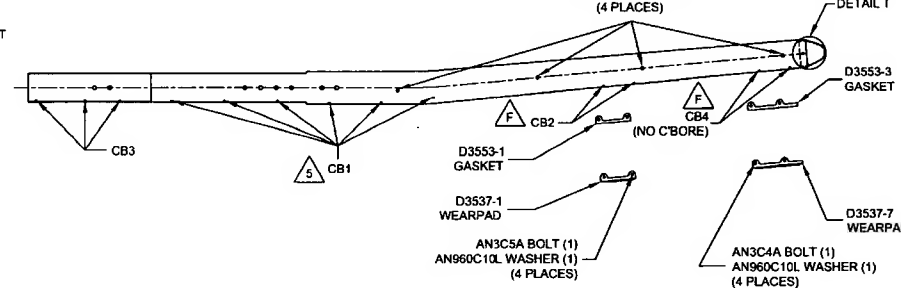 T
(4 PLACES)
DETAIL T
D3553-3
GASKET
F
CB2
F
CB4
(NO C'BORE)
CB3
5
CB1
D3553-1
GASKET
D3537-1
WEARPAD
D3537-7
WEARPA
AN3C5A BOLT (1)
AN960C10L WASHER (1)
(4 PLACES)
AN3C4A BOLT (1)
AN960C10L WASHER (1)
(4 PLACES)